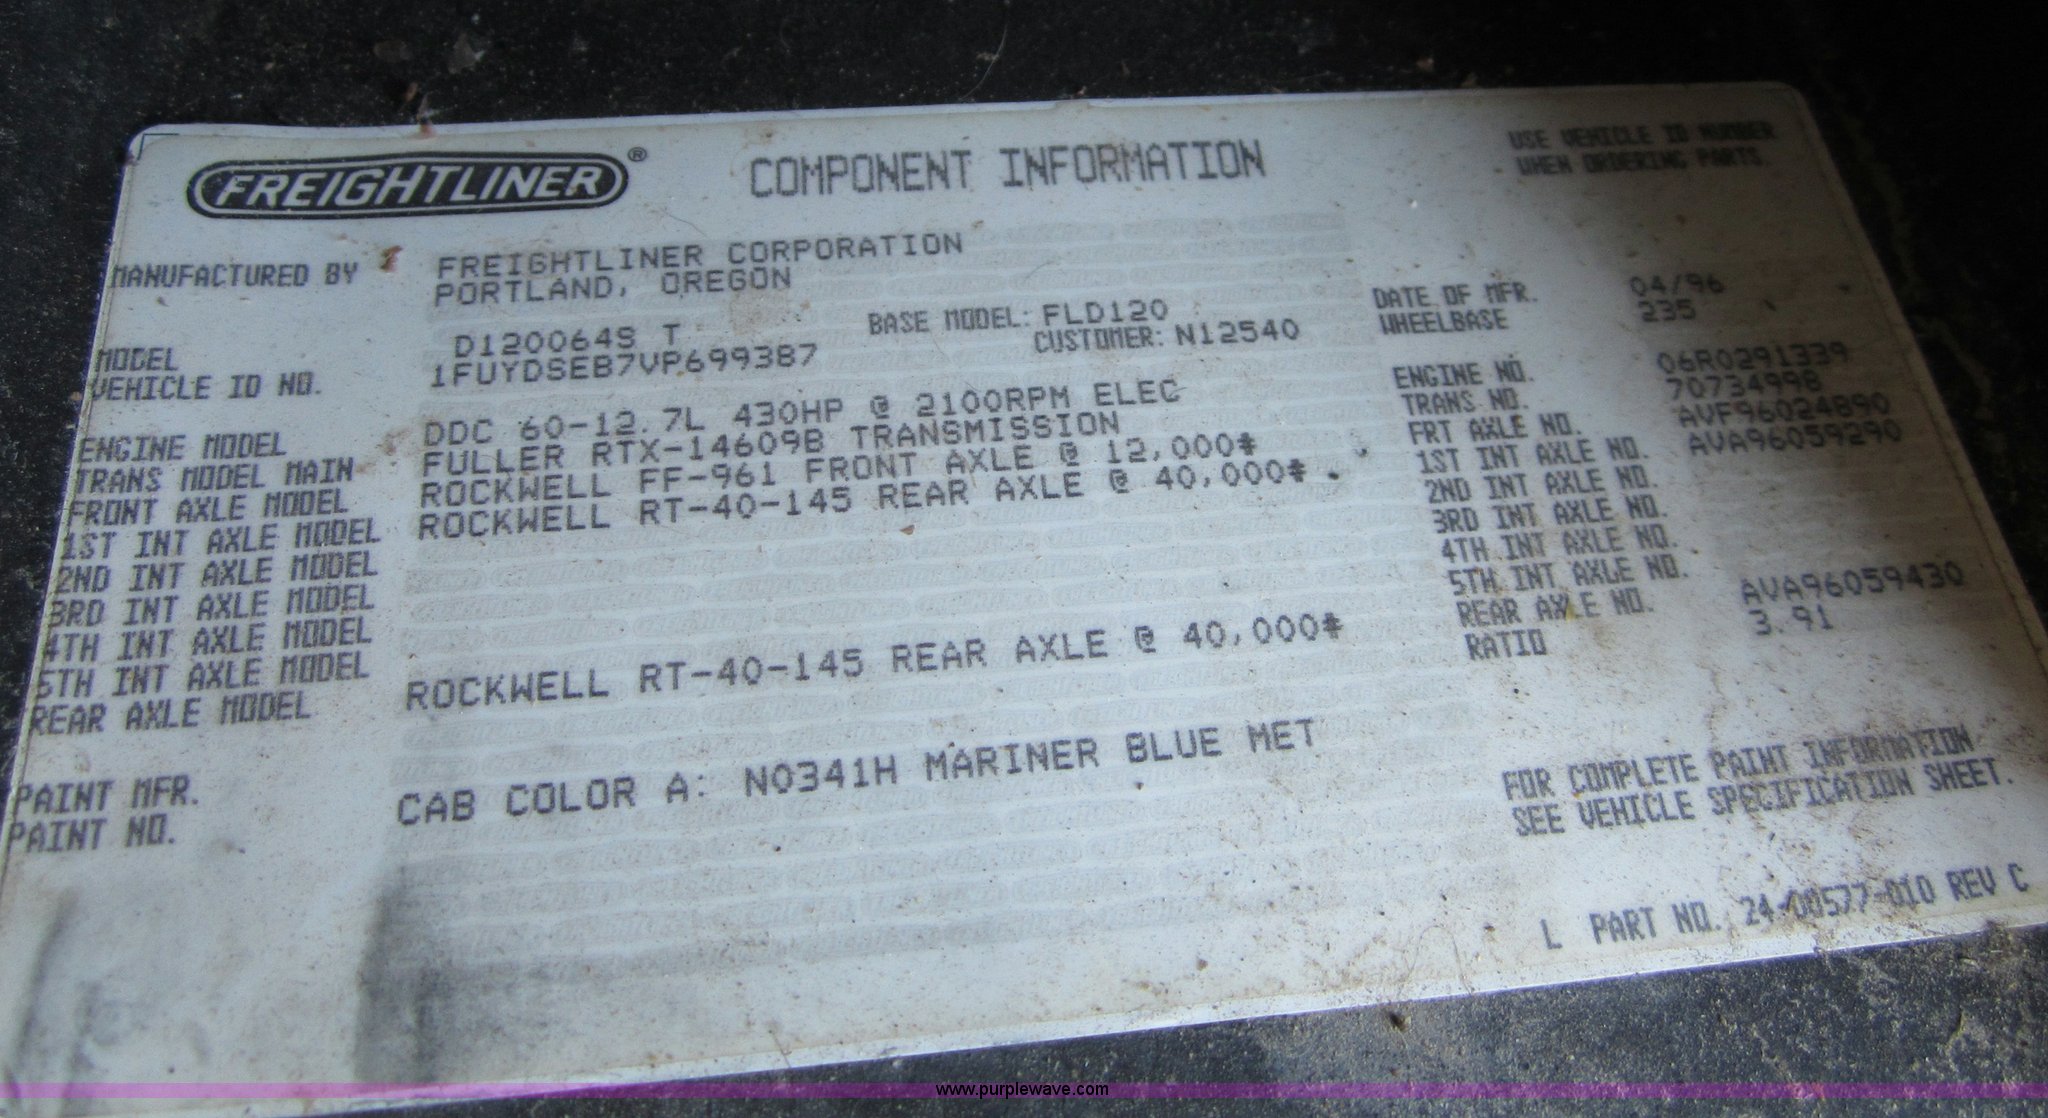 FREIGHTLINER®
COMPONENT INFORMATION
USE VEHICLE ID NUMBER
WHEN ORDERING PARTS
MANUFACTURED BY FREIGHTLINER CORPORATION
PORTLAND, OREGON
MODEL D120064S T BASE MODEL: FLD120 DATE OF MFR. 04/96
VEHICLE ID NO. 1FUYDSEB7VP699387 CUSTOMER: N12540 WHEELBASE 235
ENGINE MODEL DDC 60-12.7L 430HP @ 2100RPM ELEC ENGINE NO. 06R0291339
TRANS MODEL MAIN FULLER RTX-14609B TRANSMISSION TRANS NO. 70734998
FRONT AXLE MODEL ROCKWELL FF-961 FRONT AXLE @ 12,000# FRT AXLE NO. AVF96024890
1ST INT AXLE MODEL ROCKWELL RT-40-145 REAR AXLE @ 40,000# 1ST INT AXLE NO. AVA96059290
2ND INT AXLE MODEL 2ND INT AXLE NO.
3RD INT AXLE MODEL 3RD INT AXLE NO.
4TH INT AXLE MODEL 4TH INT AXLE NO.
5TH INT AXLE MODEL 5TH INT AXLE NO.
REAR AXLE MODEL ROCKWELL RT-40-145 REAR AXLE @ 40,000# REAR AXLE NO. AVA96059430
RATIO 3.91
PAINT MFR.
PAINT NO. CAB COLOR A: N0341H MARINER BLUE MET
FOR COMPLETE PAINT INFORMATION
SEE VEHICLE SPECIFICATION SHEET.
L PART NO. 24-00577-010 REV C
www.purplewave.com